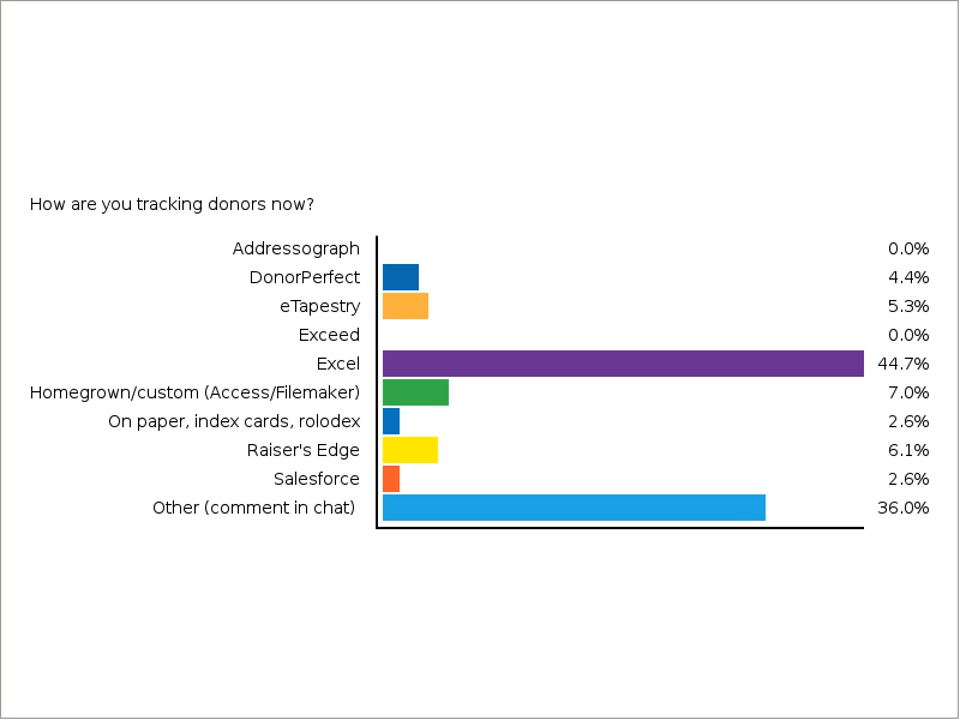 How are you tracking donors now?
Addressograph 0.0%
DonorPerfect 4.4%
eTapestry 5.3%
Exceed 0.0%
Excel 44.7%
Homegrown/custom (Access/Filemaker) 7.0%
On paper, index cards, rolodex 2.6%
Raiser's Edge 6.1%
Salesforce 2.6%
Other (comment in chat) 36.0%